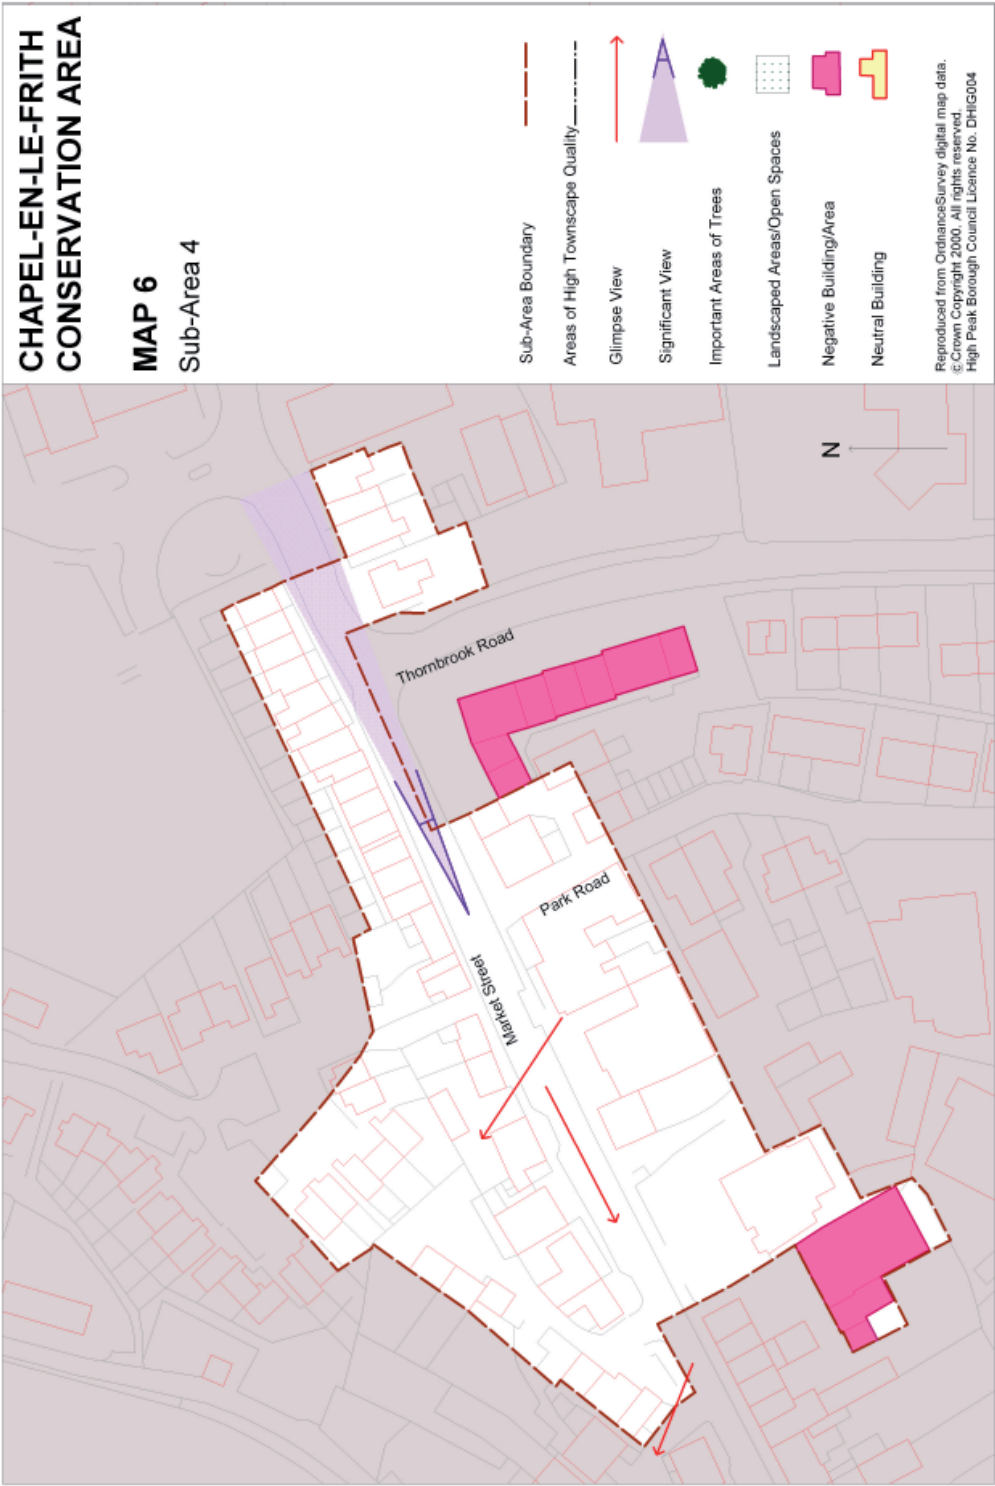 CHAPEL-EN-LE-FRITH
CONSERVATION AREA
MAP 6
Sub-Area 4
Sub-Area Boundary
Areas of High Townscape Quality
Glimpse View
Significant View
Important Areas of Trees
Landscaped Areas/Open Spaces
Negative Building/Area
Neutral Building
Reproduced from OrdnanceSurvey digital map data.
© Crown Copyright 2000. All rights reserved.
High Peak Borough Council Licence No. DHIG004
N
Thornbrook Road
Park Road
Market Street